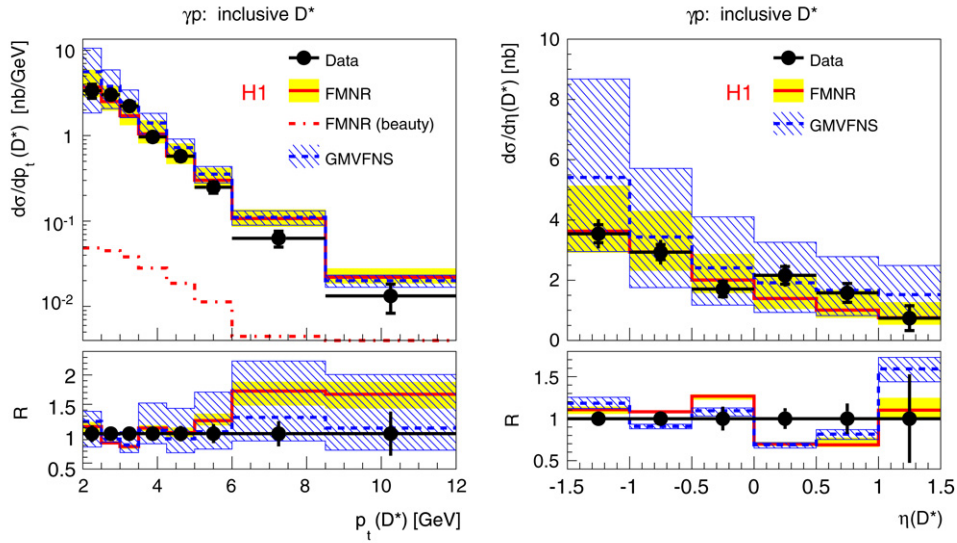 γp: inclusive D*
dσ/dp_t(D*) [nb/GeV]
10
1
10⁻¹
10⁻²
H1
Data
FMNR
FMNR (beauty)
GMVFNS
R
2
1.5
1
0.5
2 4 6 8 10 12
p_t(D*) [GeV]
γp: inclusive D*
dσ/dη(D*) [nb]
10
8
6
4
2
0
H1
Data
FMNR
GMVFNS
R
1.5
1
0.5
-1.5 -1 -0.5 0 0.5 1 1.5
η(D*)